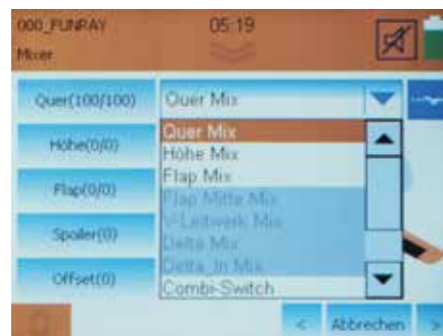 000_FUNRAY
05:19
Mixer
Quer(100/100)
Quer Mix
Höhe(0/0)
Flap(0/0)
Spoiler(0)
Offset(0)
Quer Mix
Höhe Mix
Flap Mix
Flap Mitte Mix
V-Leitwerk Mix
Delta Mix
Delta_In Mix
Combi-Switch
< Abbrechen >